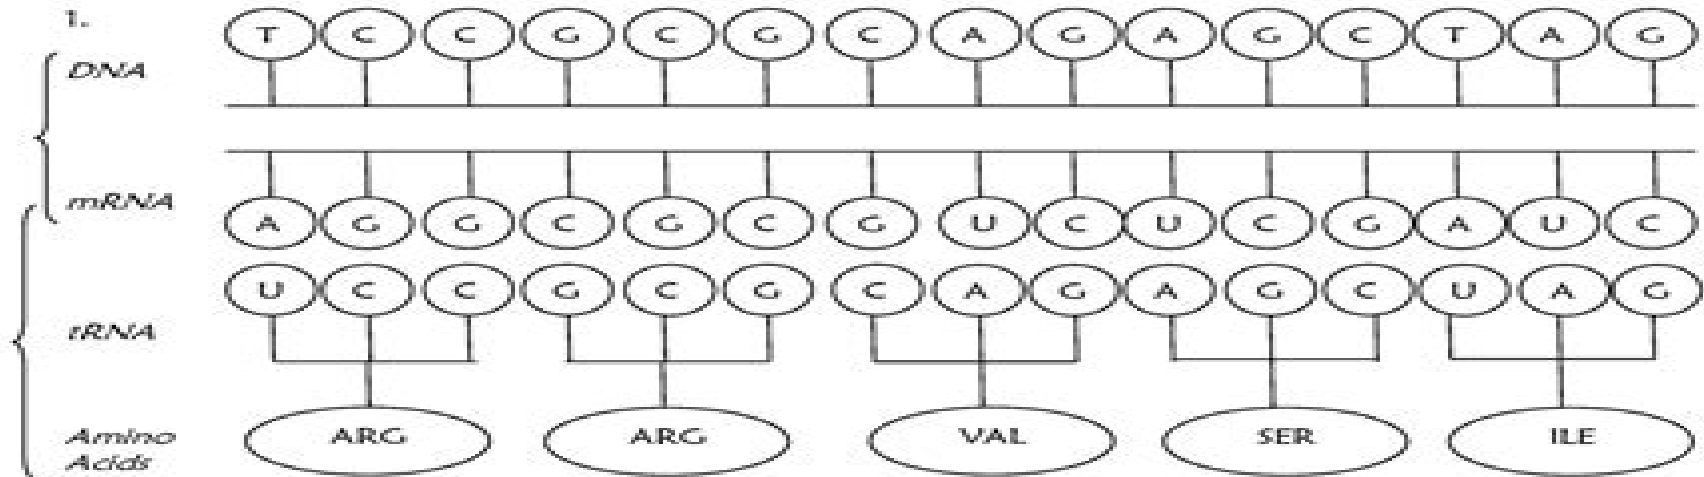 1.
T C C G C G C A G A G C T A G
DNA
mRNA
A G G C G C G U C U C G A U C
U C C G C G C A G A G C U A G
tRNA
Amino
Acids
ARG ARG VAL SER ILE